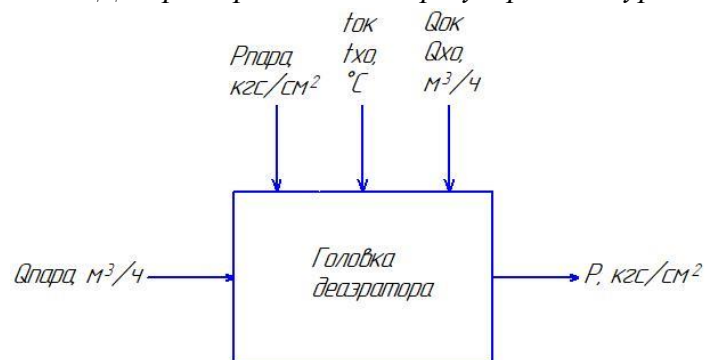 Pпара,
кгс/см²
tок
tхо,
°C
Qок
Qхо,
м³/ч
Qпара, м³/ч
Головка
деаэратора
P, кгс/см²